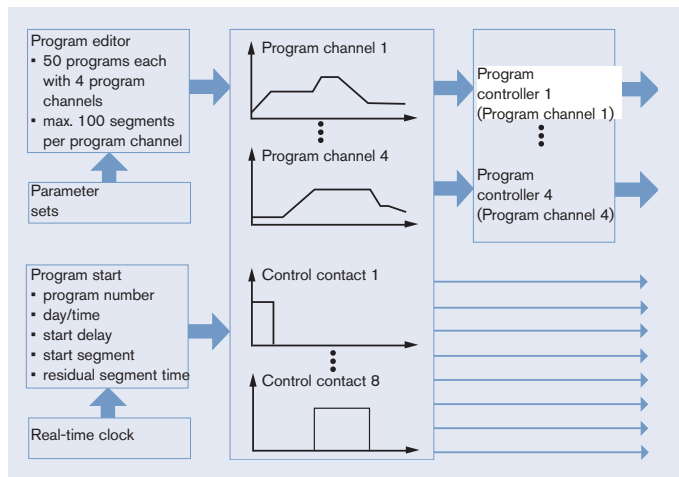 Program editor
▪ 50 programs each
with 4 program
channels
▪ max. 100 segments
per program channel
Parameter
sets
Program start
▪ program number
▪ day/time
▪ start delay
▪ start segment
▪ residual segment time
Real-time clock
Program channel 1
Program channel 4
Control contact 1
Control contact 8
Program
controller 1
(Program channel 1)
Program
controller 4
(Program channel 4)